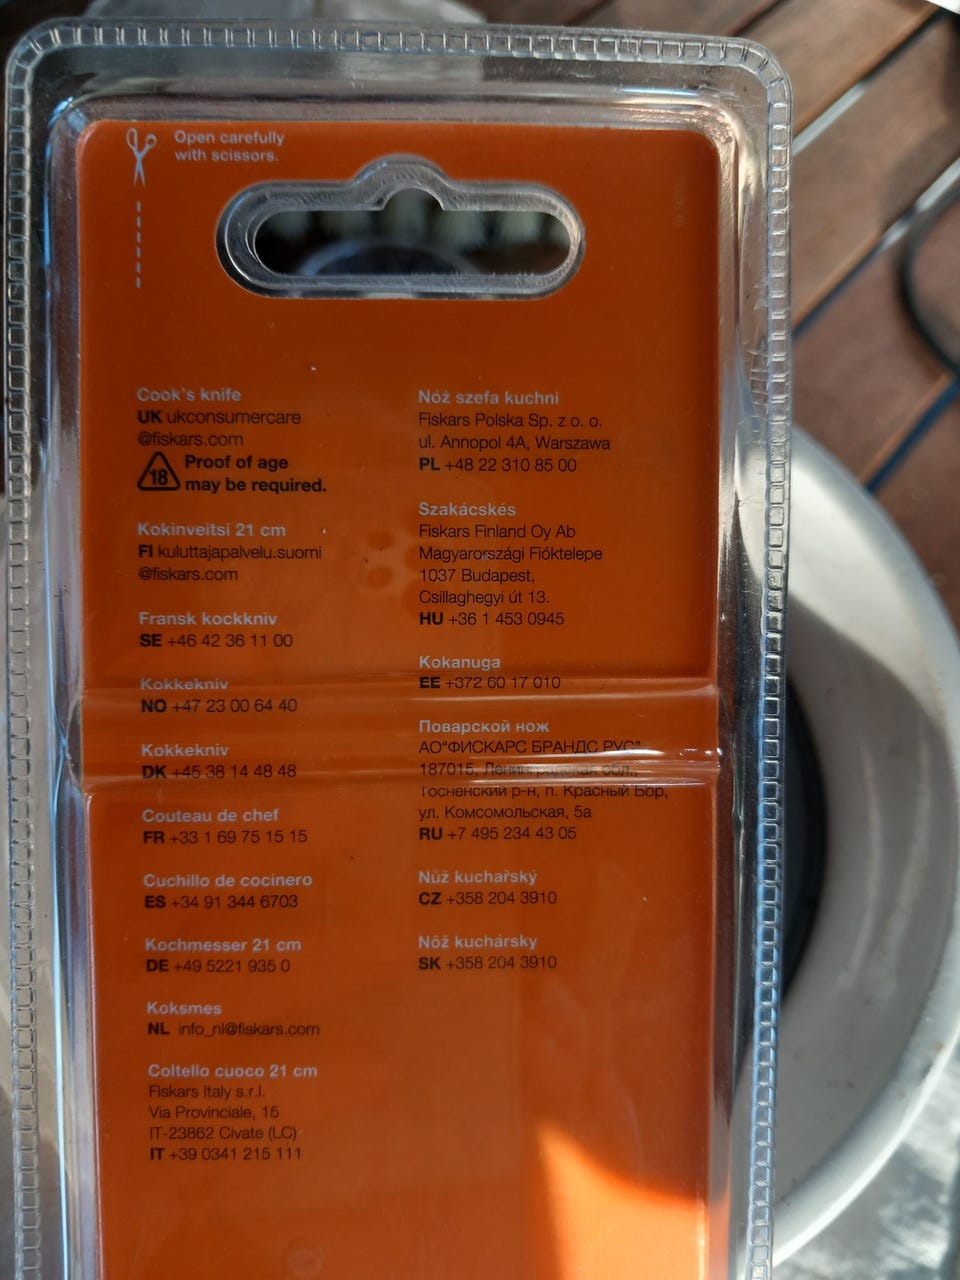 Open carefully
with scissors.
Cook's knife
UK ukconsumercare
@fiskars.com
18 Proof of age
may be required.
Kokinveitsi 21 cm
FI kuluttajapalvelu.suomi
@fiskars.com
Fransk kockkniv
SE +46 42 36 11 00
Kokkekniv
NO +47 23 00 64 40
Kokkekniv
DK +45 38 14 48 48
Couteau de chef
FR +33 1 69 75 15 15
Cuchillo de cocinero
ES +34 91 344 6703
Kochmesser 21 cm
DE +49 5221 935 0
Koksmes
NL info_nl@fiskars.com
Coltello cuoco 21 cm
Fiskars Italy s.r.l.
Via Provinciale, 15
IT-23862 Civate (LC)
IT +39 0341 215 111
Nóż szefa kuchni
Fiskars Polska Sp. z o. o.
ul. Annopol 4A, Warszawa
PL +48 22 310 85 00
Szakácskés
Fiskars Finland Oy Ab
Magyarországi Fióktelepe
1037 Budapest,
Csillaghegyi út 13.
HU +36 1 453 0945
Kokanuga
EE +372 60 17 010
Поварской нож
АО"ФИСКАРС БРАНДС РУС"
187015, Ленинградская обл.,
Тосненский р-н, п. Красный Бор,
ул. Комсомольская, 5а
RU +7 495 234 43 05
Nůž kuchařský
CZ +358 204 3910
Nôž kuchársky
SK +358 204 3910